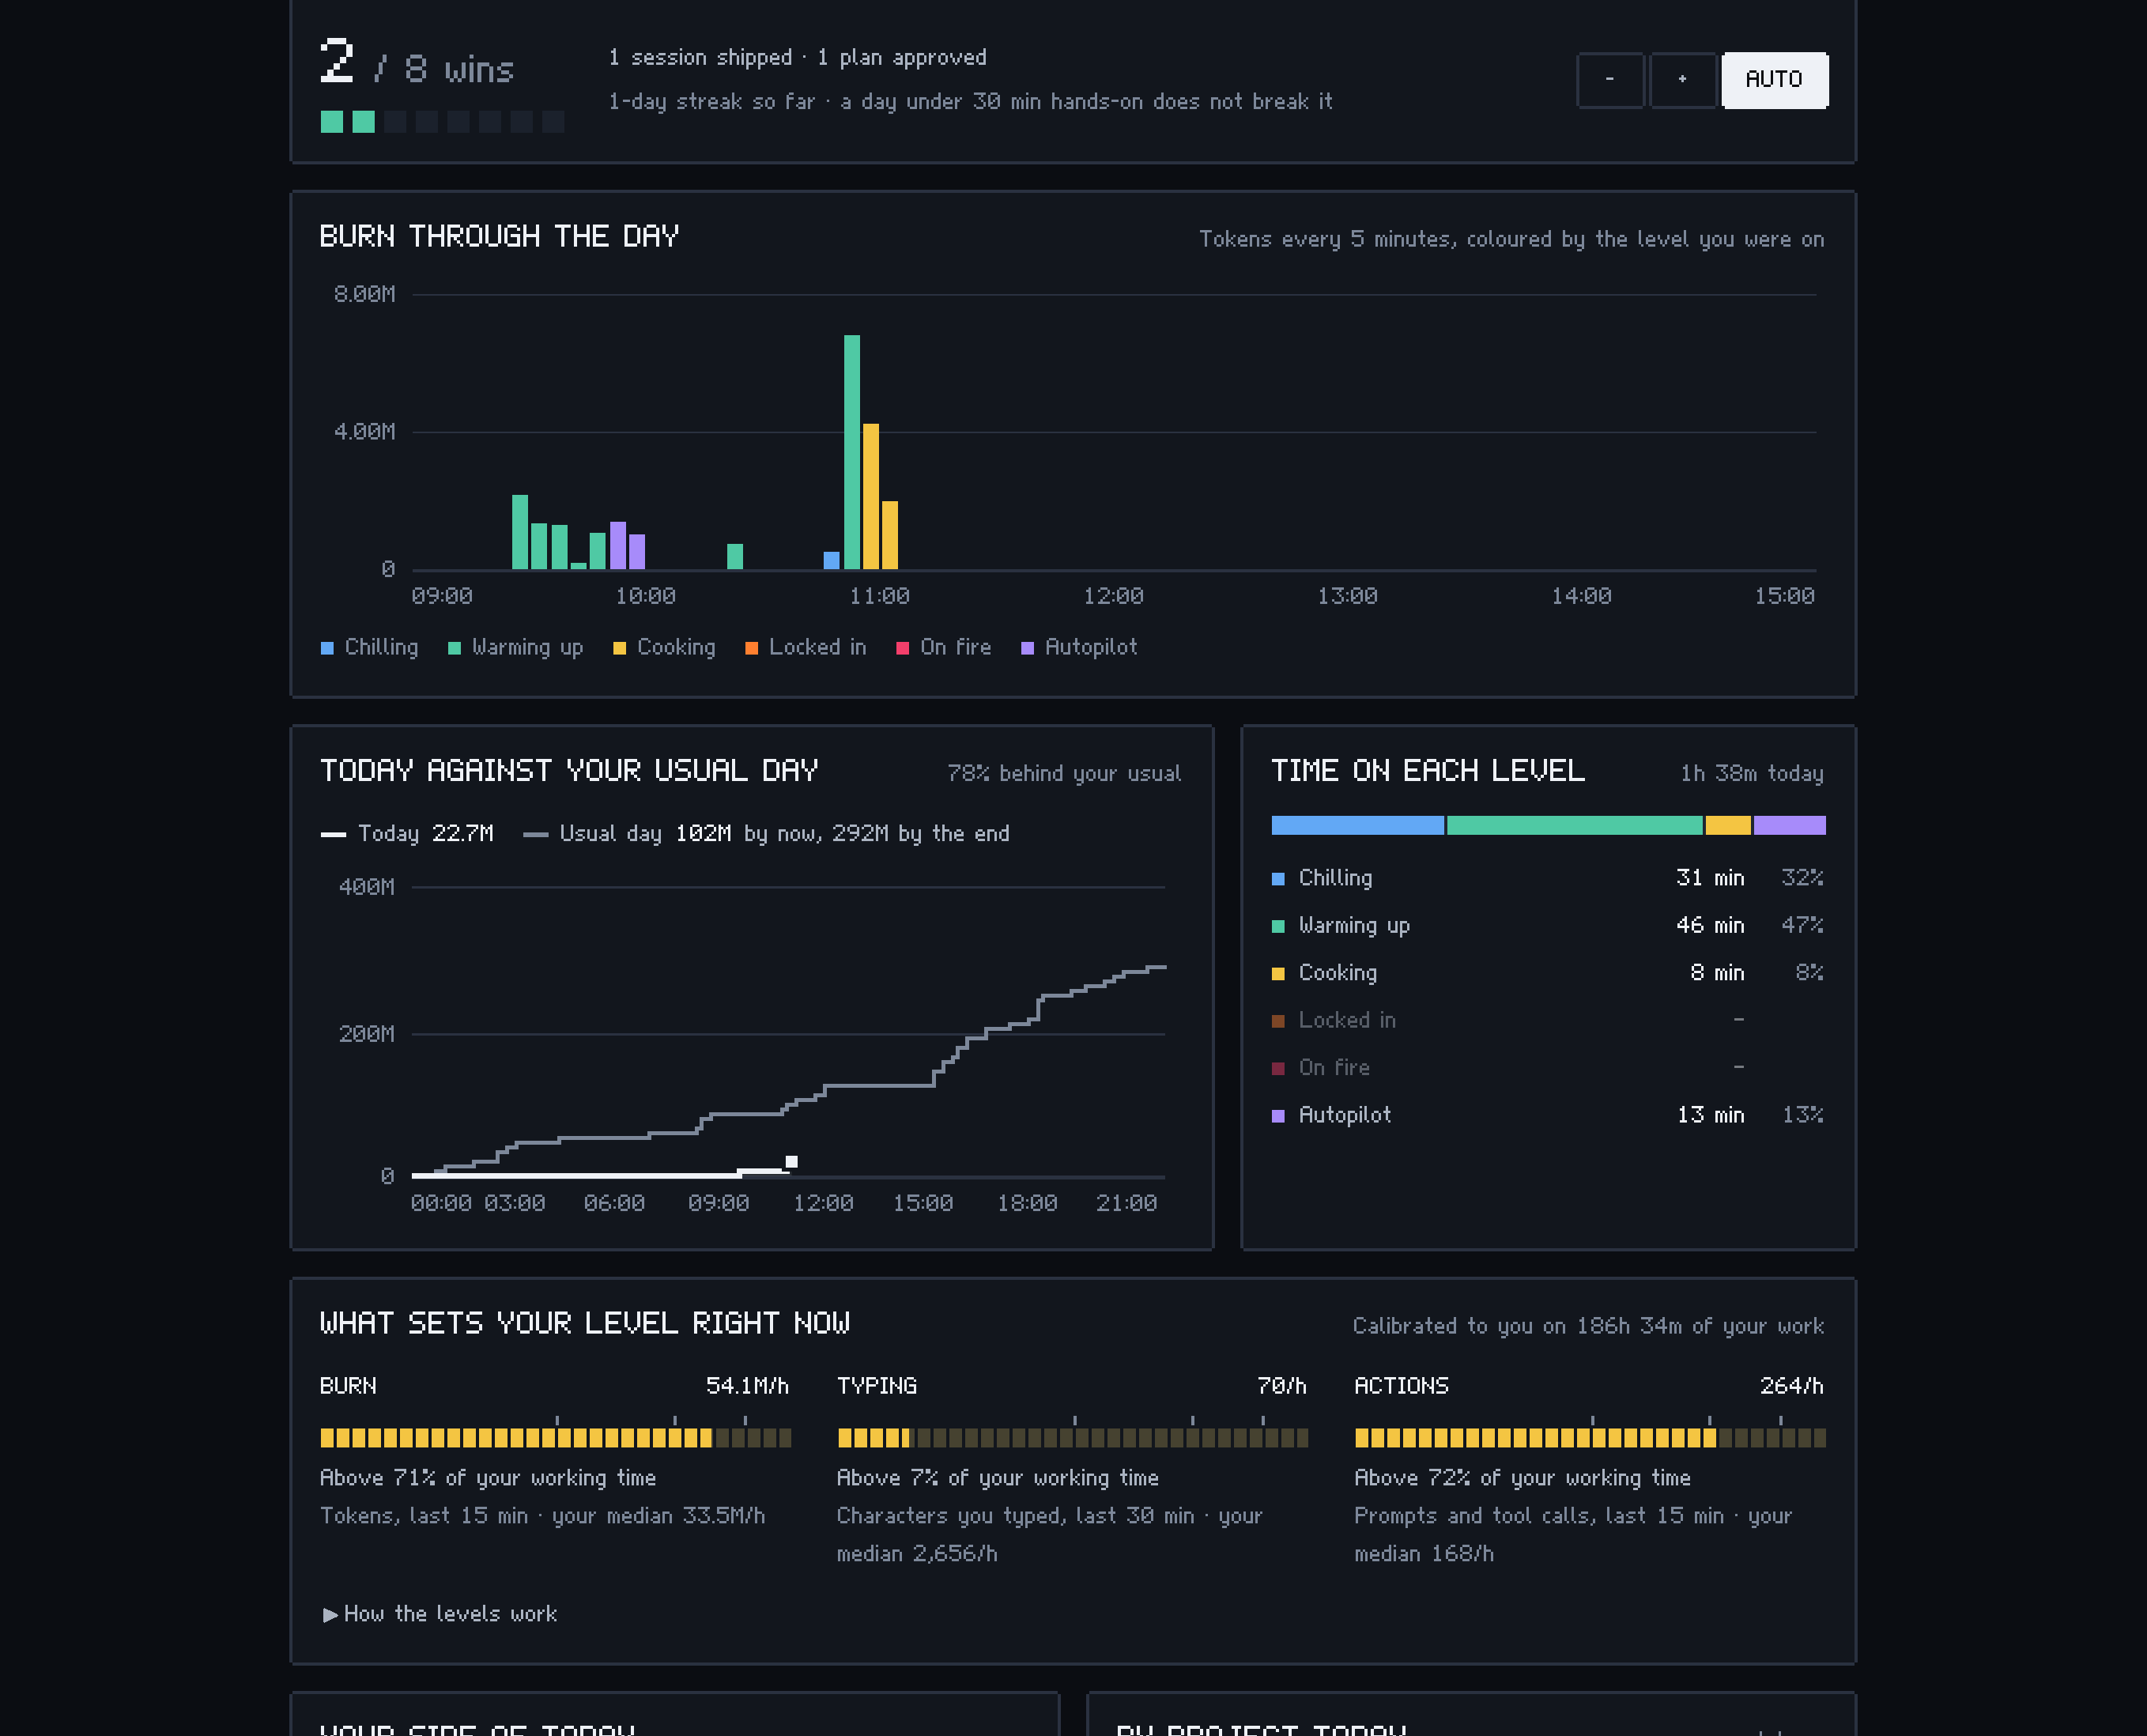 2 / 8 wins
1 session shipped · 1 plan approved
1-day streak so far · a day under 30 min hands-on does not break it
- + AUTO
BURN THROUGH THE DAY
Tokens every 5 minutes, coloured by the level you were on
8.00M
4.00M
0
09:00 10:00 11:00 12:00 13:00 14:00 15:00
Chilling Warming up Cooking Locked in On fire Autopilot
TODAY AGAINST YOUR USUAL DAY
78% behind your usual
Today 22.7M Usual day 102M by now, 292M by the end
400M
200M
0
00:00 03:00 06:00 09:00 12:00 15:00 18:00 21:00
TIME ON EACH LEVEL
1h 38m today
Chilling 31 min 32%
Warming up 46 min 47%
Cooking 8 min 8%
Locked in -
On fire -
Autopilot 13 min 13%
WHAT SETS YOUR LEVEL RIGHT NOW
Calibrated to you on 186h 34m of your work
BURN 54.1M/h
Above 71% of your working time
Tokens, last 15 min · your median 33.5M/h
TYPING 70/h
Above 7% of your working time
Characters you typed, last 30 min · your
median 2,656/h
ACTIONS 264/h
Above 72% of your working time
Prompts and tool calls, last 15 min · your
median 168/h
▶ How the levels work
YOUR SIDE OF TODAY
BY PROJECT TODAY